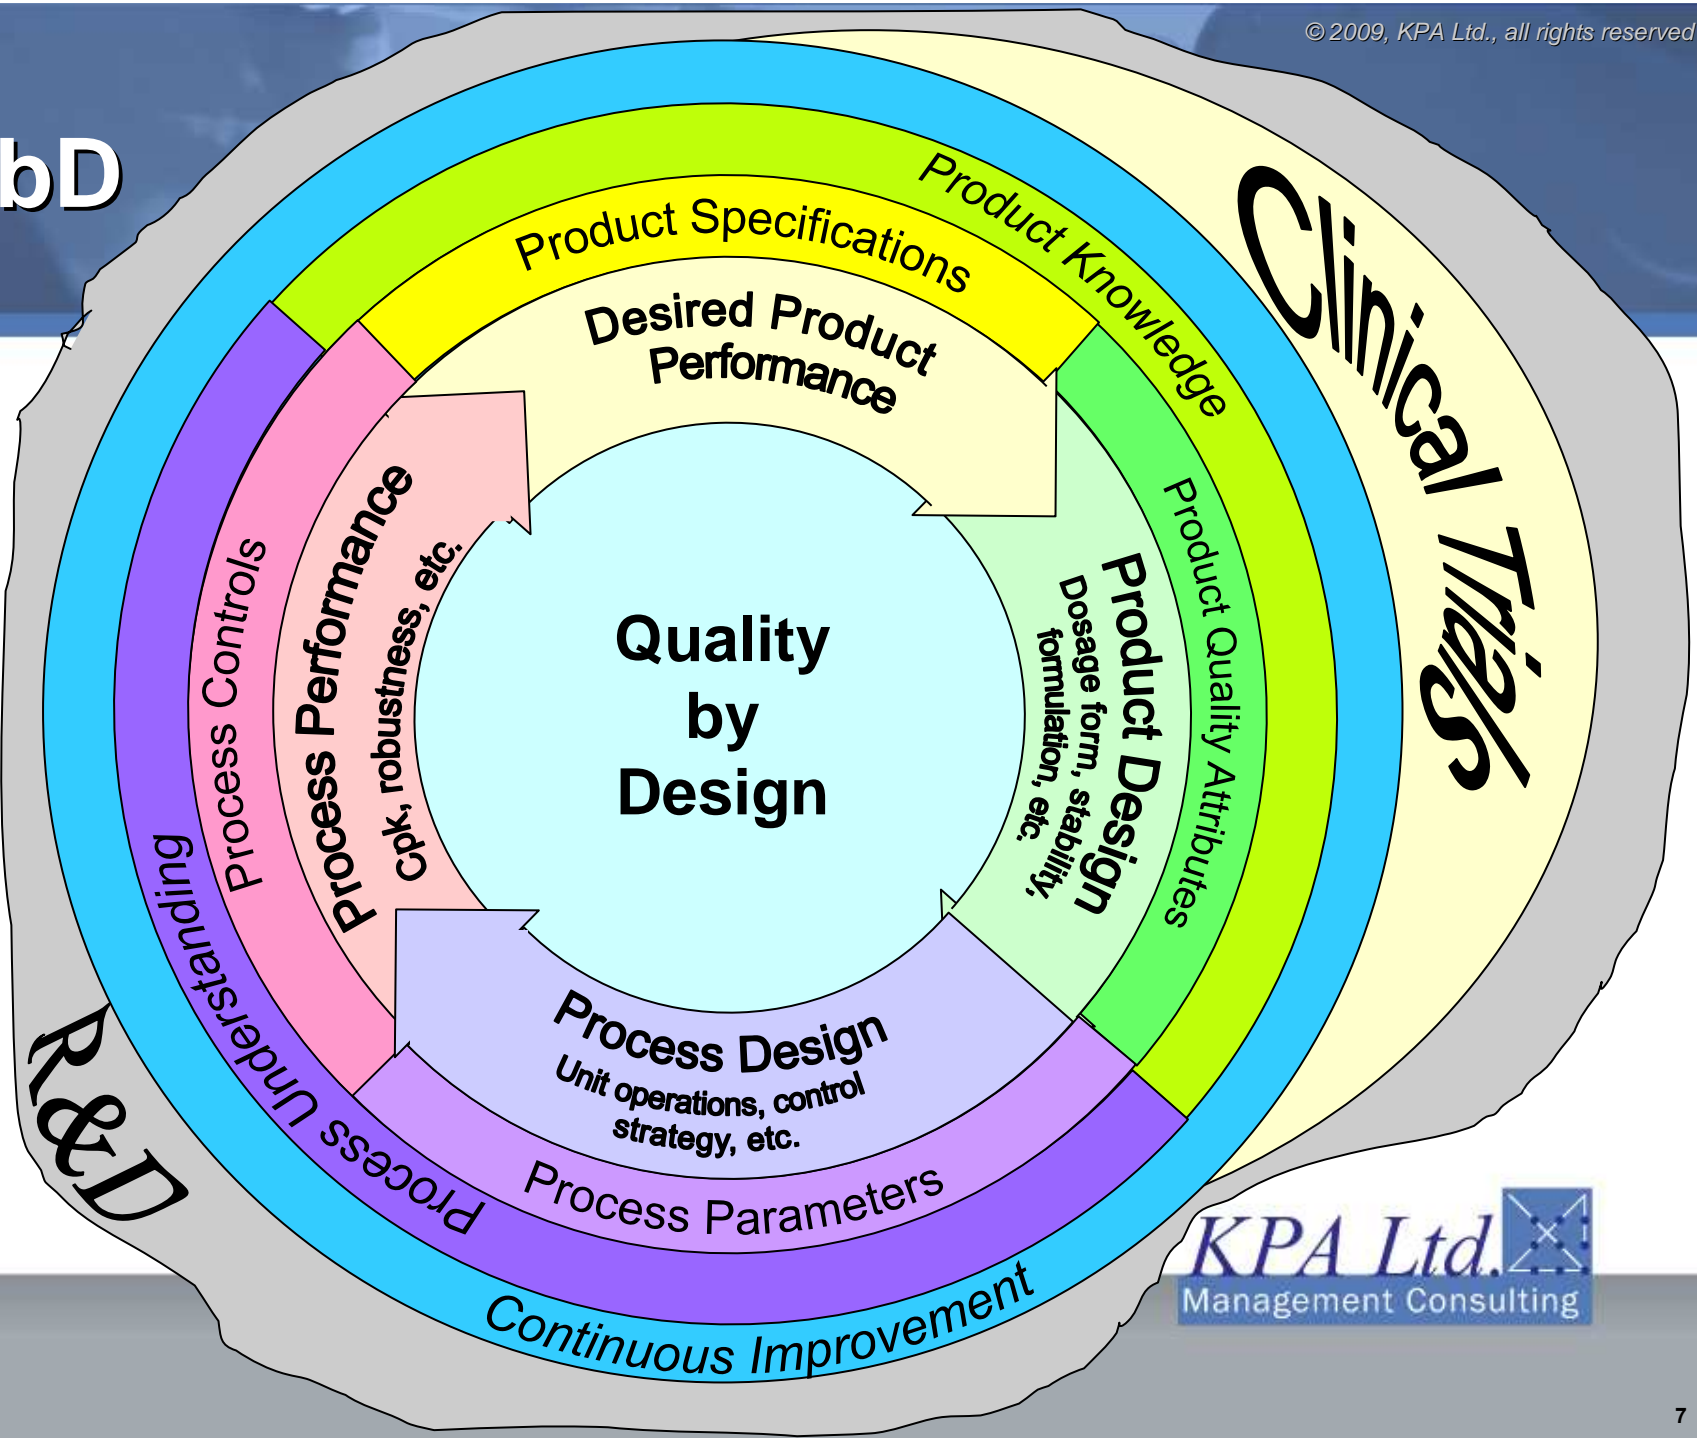 © 2009, KPA Ltd., all rights reserved
bD
Clinical Trials
Product Knowledge
Product Specifications
Desired Product
Performance
Product Quality Attributes
Product Design
Dosage form, stability,
formulation, etc.
Quality
by
Design
Process Performance
Cpk, robustness, etc.
Process Controls
Process Understanding
Process Design
Unit operations, control
strategy, etc.
Process Parameters
Continuous Improvement
R&D
KPA Ltd.
Management Consulting
7